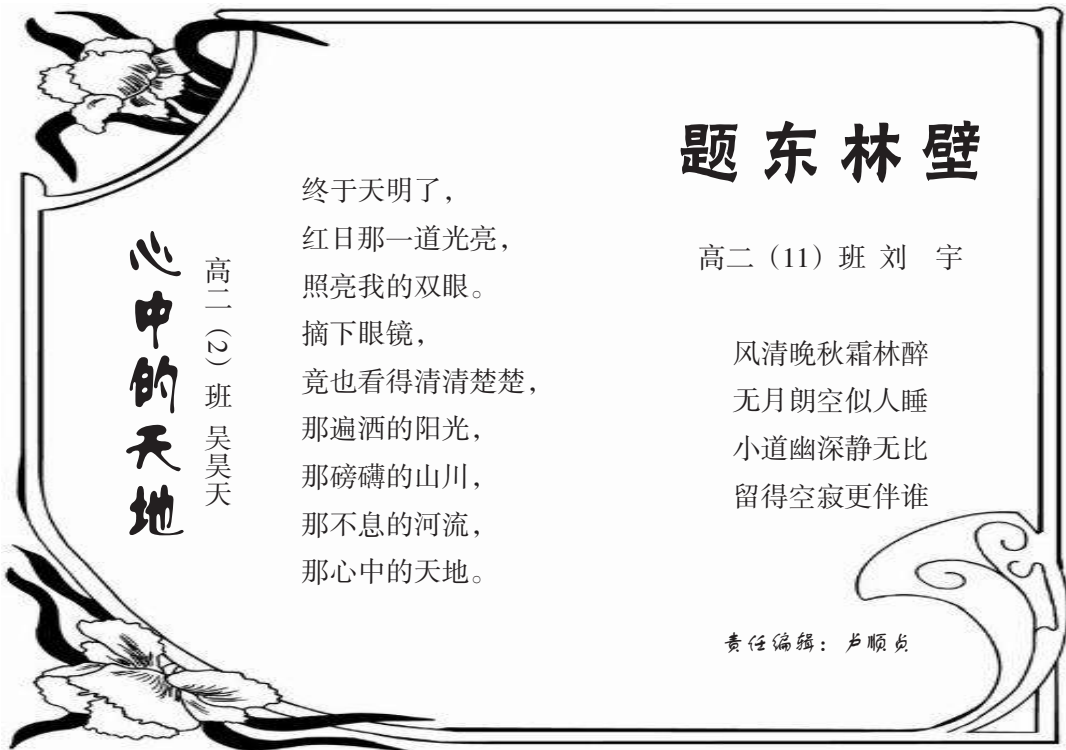 心中的天地
高二（2）班 吴昊天
终于天明了，
红日那一道光亮，
照亮我的双眼。
摘下眼镜，
竟也看得清清楚楚，
那遍洒的阳光，
那磅礴的山川，
那不息的河流，
那心中的天地。
题东林壁
高二（11）班 刘　宇
风清晚秋霜林醉
无月朗空似人睡
小道幽深静无比
留得空寂更伴谁
责任编辑：卢顺贞